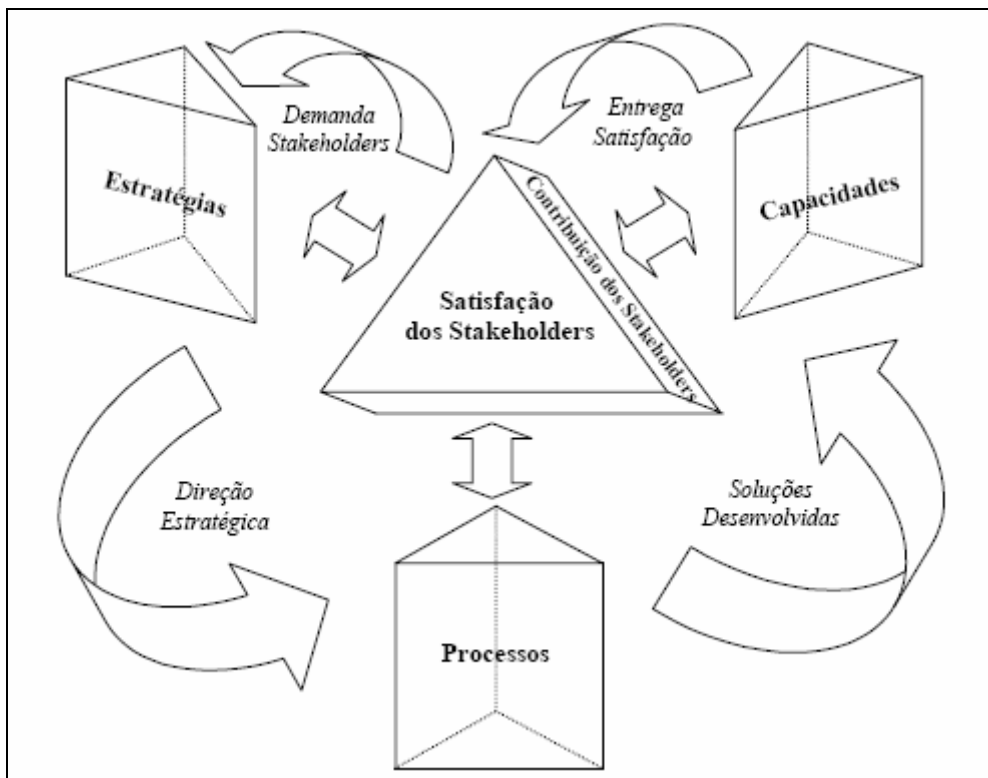 Demanda
Stakeholders
Entrega
Satisfação
Estratégias
Capacidades
Contribuição dos Stakeholders
Satisfação
dos Stakeholders
Direção
Estratégica
Soluções
Desenvolvidas
Processos